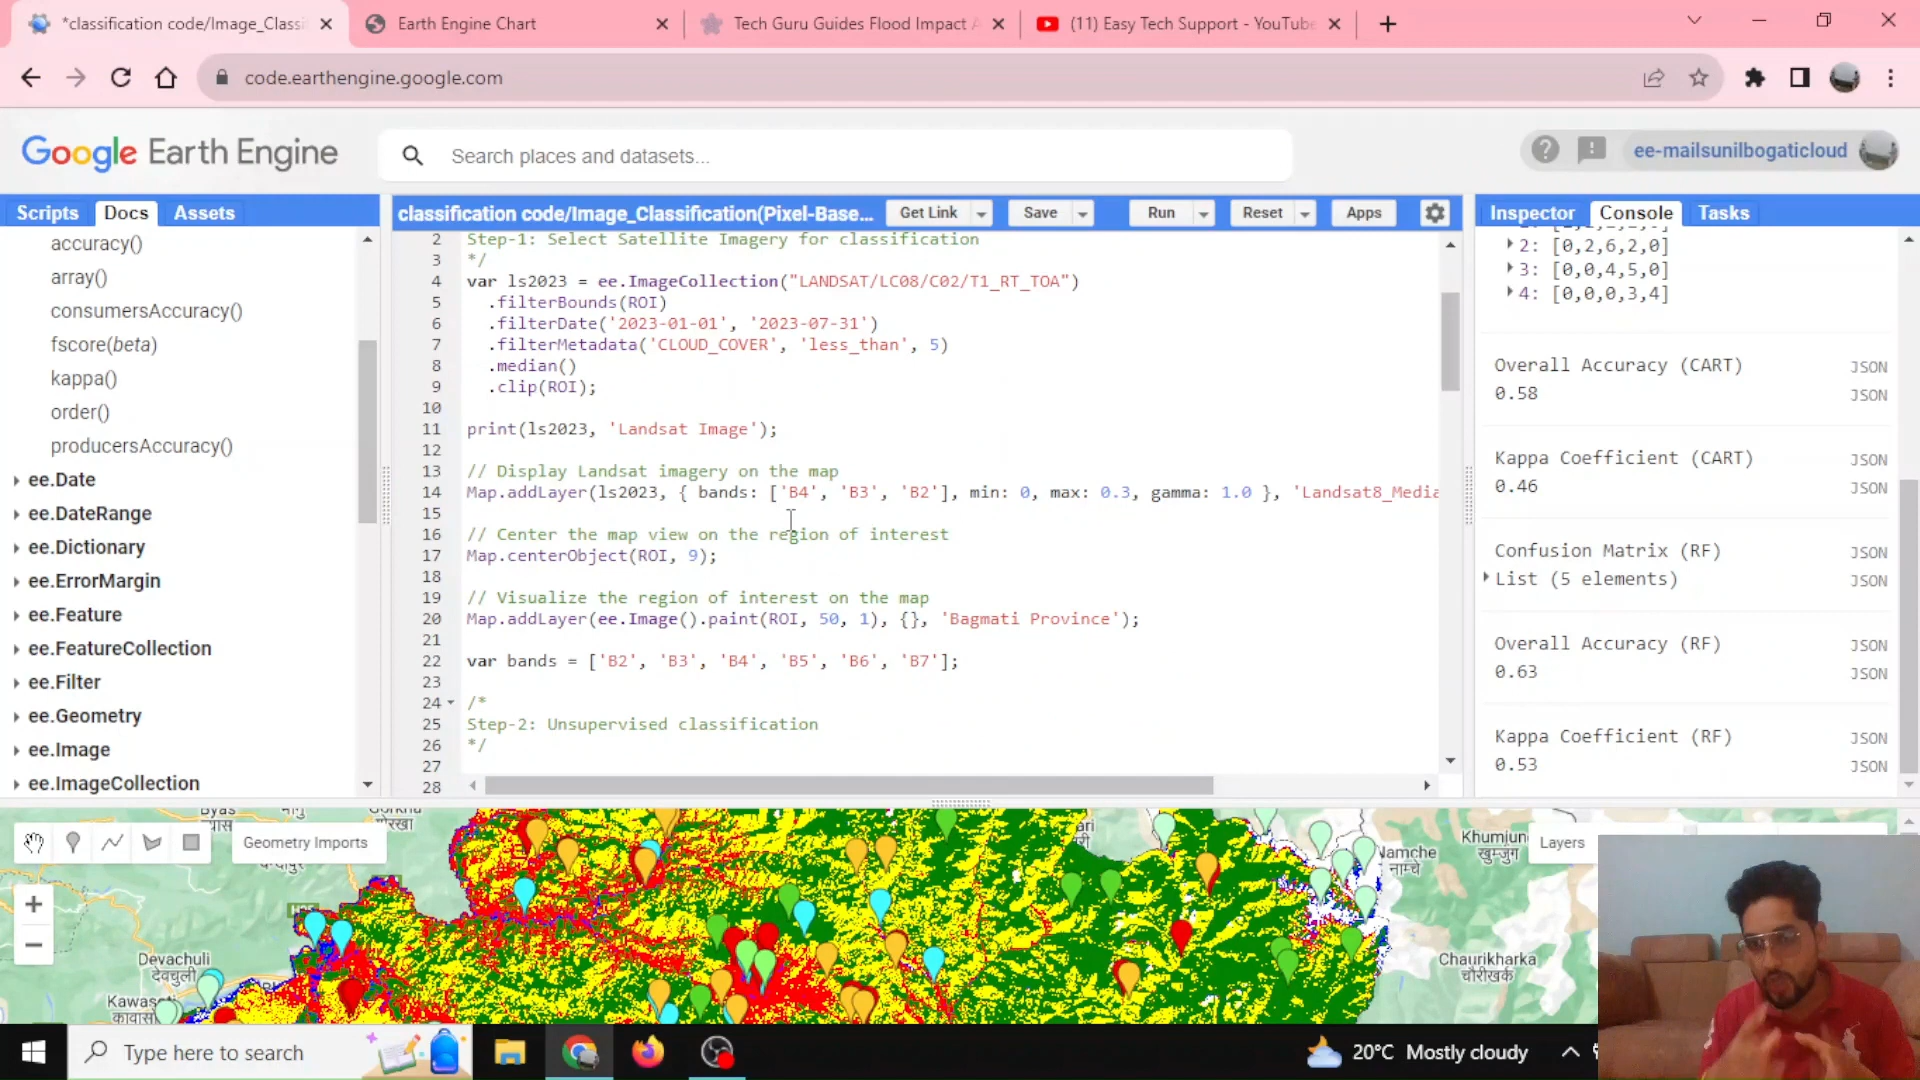 *classification code/Image_Classi
Earth Engine Chart
Tech Guru Guides Flood Impact A
(11) Easy Tech Support - YouTube
code.earthengine.google.com
Google Earth Engine
Search places and datasets...
ee-mailsunilbogaticloud
Scripts
Docs
Assets
accuracy()
array()
consumersAccuracy()
fscore(beta)
kappa()
order()
producersAccuracy()
ee.Date
ee.DateRange
ee.Dictionary
ee.ErrorMargin
ee.Feature
ee.FeatureCollection
ee.Filter
ee.Geometry
ee.Image
ee.ImageCollection
classification code/Image_Classification(Pixel-Base...
Get Link
Save
Run
Reset
Apps
2 Step-1: Select Satellite Imagery for classification
3 */
4 var ls2023 = ee.ImageCollection("LANDSAT/LC08/C02/T1_RT_TOA")
5 .filterBounds(ROI)
6 .filterDate('2023-01-01', '2023-07-31')
7 .filterMetadata('CLOUD_COVER', 'less_than', 5)
8 .median()
9 .clip(ROI);
10
11 print(ls2023, 'Landsat Image');
12
13 // Display Landsat imagery on the map
14 Map.addLayer(ls2023, { bands: ['B4', 'B3', 'B2'], min: 0, max: 0.3, gamma: 1.0 }, 'Landsat8_Media
15
16 // Center the map view on the region of interest
17 Map.centerObject(ROI, 9);
18
19 // Visualize the region of interest on the map
20 Map.addLayer(ee.Image().paint(ROI, 50, 1), {}, 'Bagmati Province');
21
22 var bands = ['B2', 'B3', 'B4', 'B5', 'B6', 'B7'];
23
24 /*
25 Step-2: Unsupervised classification
26 */
27
28
Inspector
Console
Tasks
2: [0,2,6,2,0]
3: [0,0,4,5,0]
4: [0,0,0,3,4]
Overall Accuracy (CART) JSON
0.58 JSON
Kappa Coefficient (CART) JSON
0.46 JSON
Confusion Matrix (RF) JSON
List (5 elements) JSON
Overall Accuracy (RF) JSON
0.63 JSON
Kappa Coefficient (RF) JSON
0.53 JSON
Geometry Imports
Layers
Namche
नाम्चे
Khumjun
खुम्जुङ
Chaurikharka
चौरीखर्क
Devachuli
देवचुली
Kawas
कावास
Type here to search
20°C Mostly cloudy